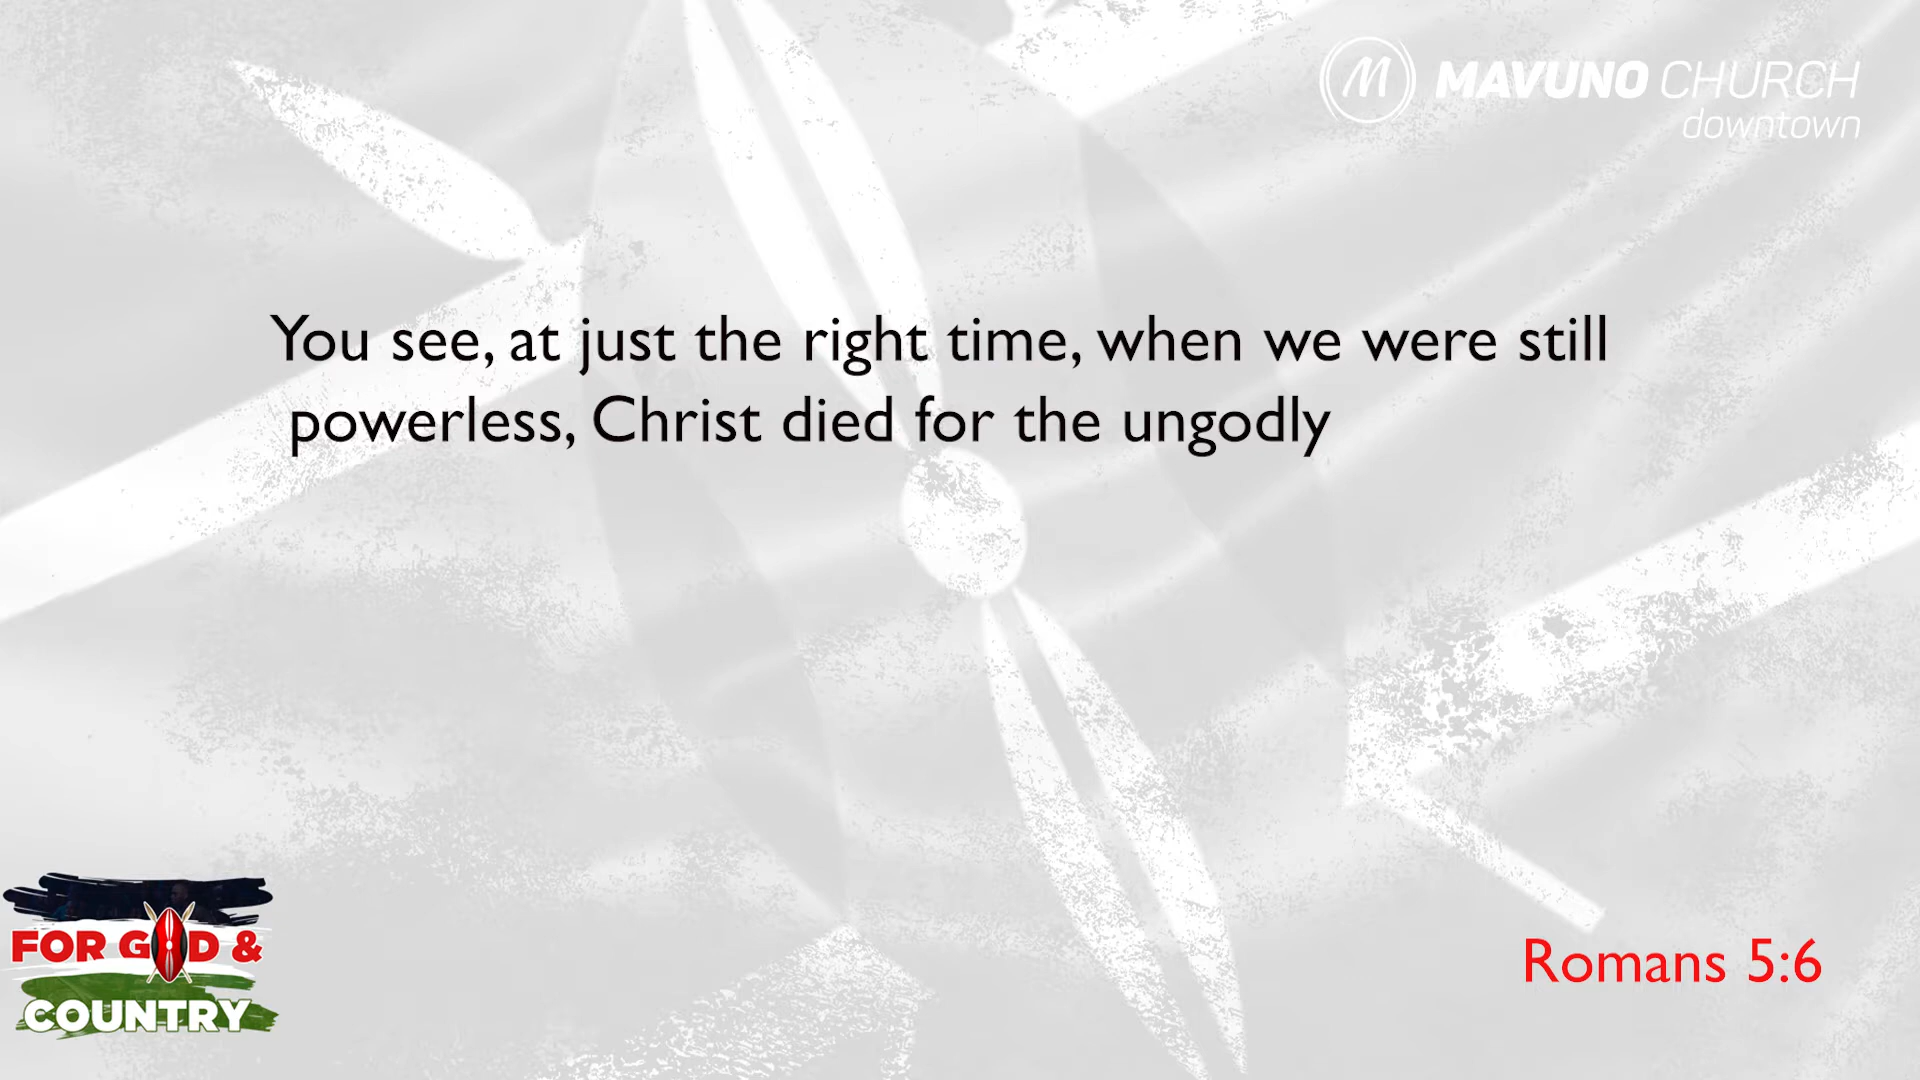 MAVUNO CHURCH
downtown
You see, at just the right time, when we were still
powerless, Christ died for the ungodly
Romans 5:6
FOR GOD &
COUNTRY